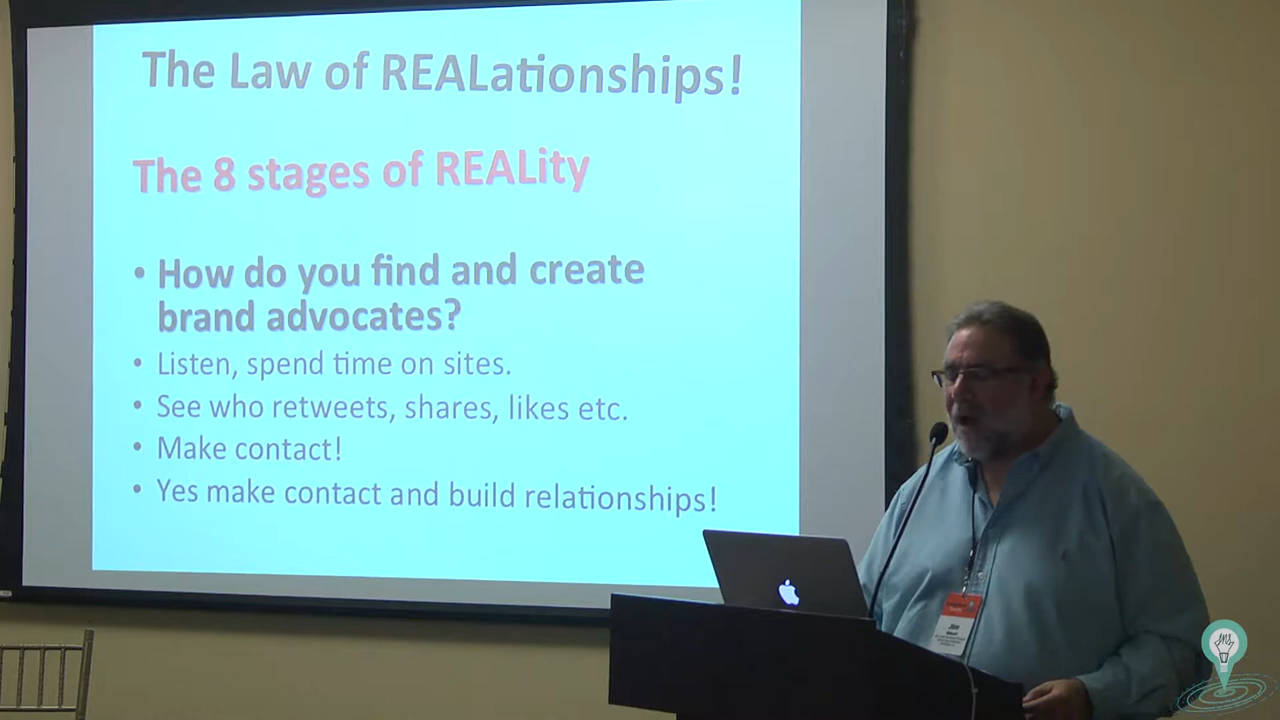 The Law of REALationships!
The 8 stages of REALity
• How do you find and create
brand advocates?
• Listen, spend time on sites.
• See who retweets, shares, likes etc.
• Make contact!
• Yes make contact and build relationships!
Jim